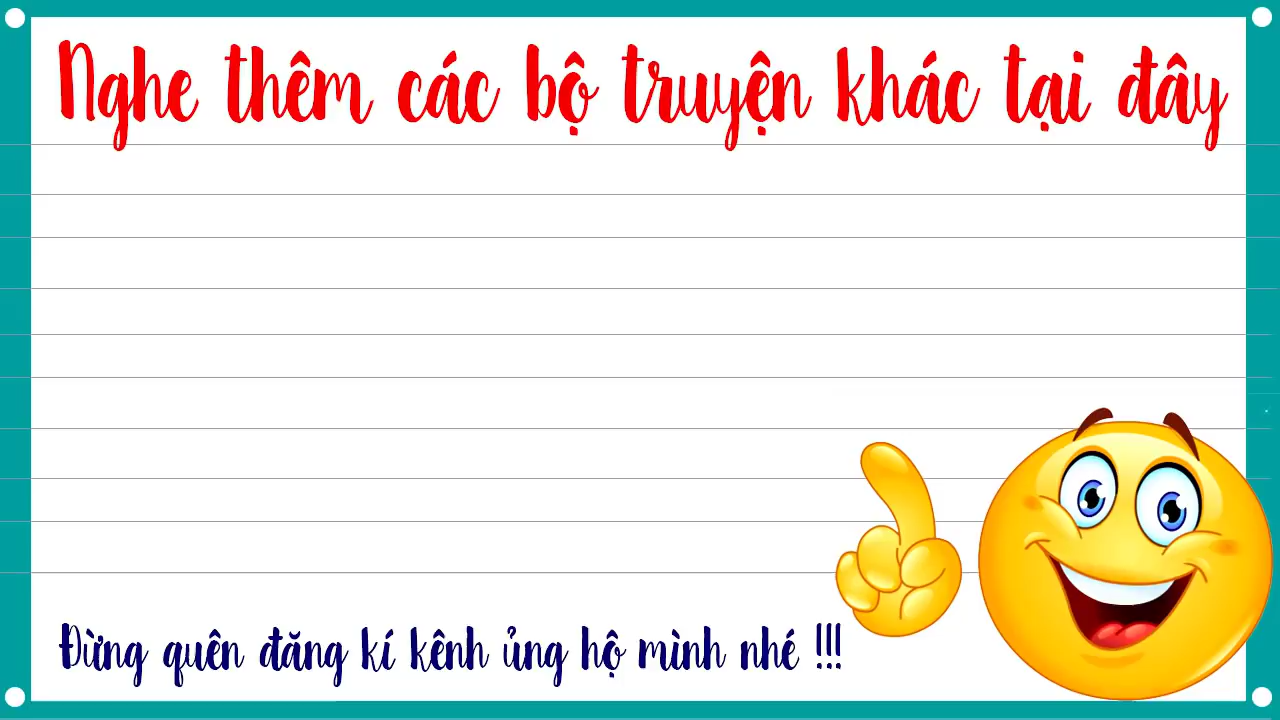 Nghe thêm các bộ truyện khác tại đây
Đừng quên đăng kí kênh ủng hộ mình nhé !!!